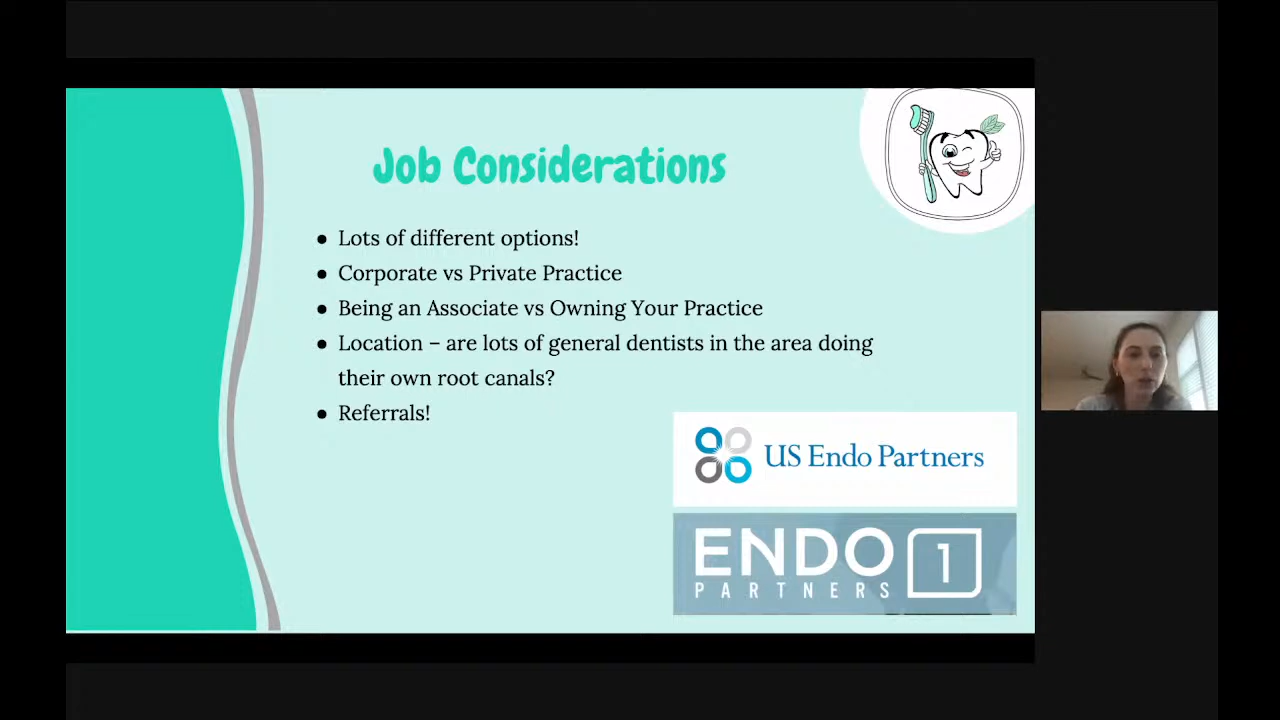 Job Considerations
● Lots of different options!
● Corporate vs Private Practice
● Being an Associate vs Owning Your Practice
● Location – are lots of general dentists in the area doing
their own root canals?
● Referrals!
US Endo Partners
ENDO 1
PARTNERS